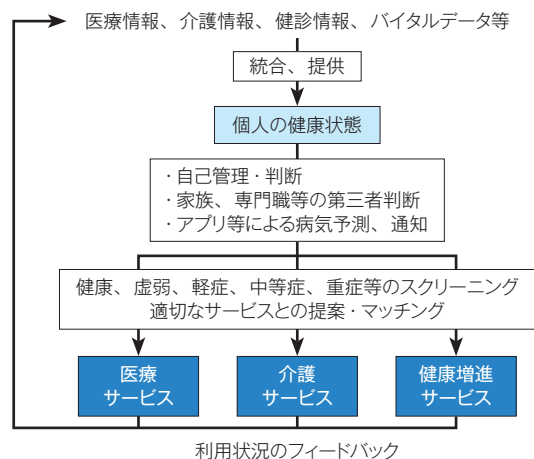 医療情報、介護情報、健診情報、バイタルデータ等
統合、提供
個人の健康状態
・自己管理・判断
・家族、専門職等の第三者判断
・アプリ等による病気予測、通知
健康、虚弱、軽症、中等症、重症等のスクリーニング
適切なサービスとの提案・マッチング
医療
サービス
介護
サービス
健康増進
サービス
利用状況のフィードバック